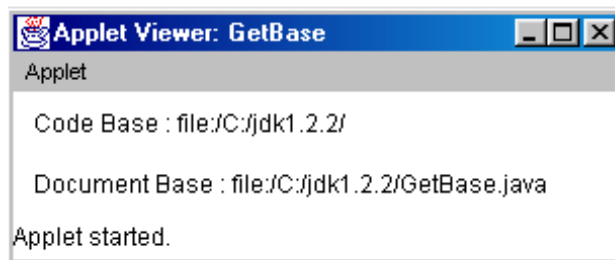 Applet Viewer: GetBase
Applet
Code Base : file:/C:/jdk1.2.2/
Document Base : file:/C:/jdk1.2.2/GetBase.java
Applet started.